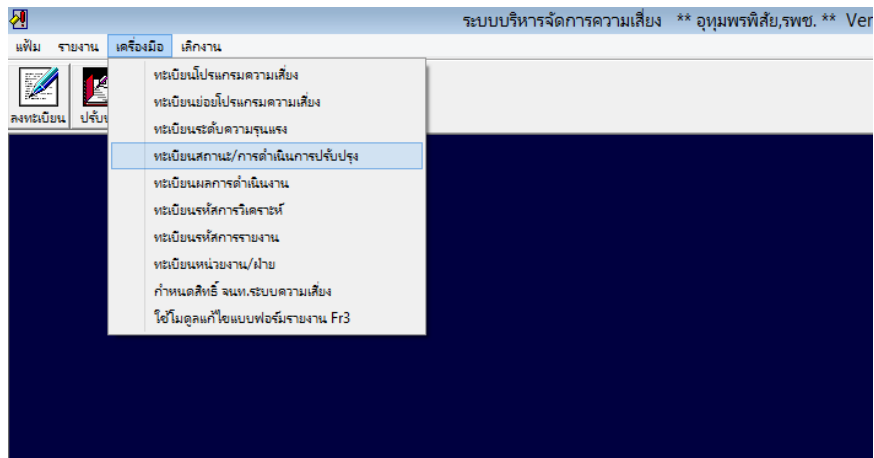 ระบบบริหารจัดการความเสี่ยง ** อุทุมพรพิสัย,รพช. ** Ver
แฟ้ม รายงาน เครื่องมือ เลิกงาน
ลงทะเบียน ปรับ
ทะเบียนโปรแกรมความเสี่ยง
ทะเบียนย่อยโปรแกรมความเสี่ยง
ทะเบียนระดับความรุนแรง
ทะเบียนสถานะ/การดำเนินการปรับปรุง
ทะเบียนผลการดำเนินงาน
ทะเบียนรหัสการวิเคราะห์
ทะเบียนรหัสการรายงาน
ทะเบียนหน่วยงาน/ฝ่าย
กำหนดสิทธิ์ จนท.ระบบความเสี่ยง
ใช้โมดูลแก้ไขแบบฟอร์มรายงาน Fr3